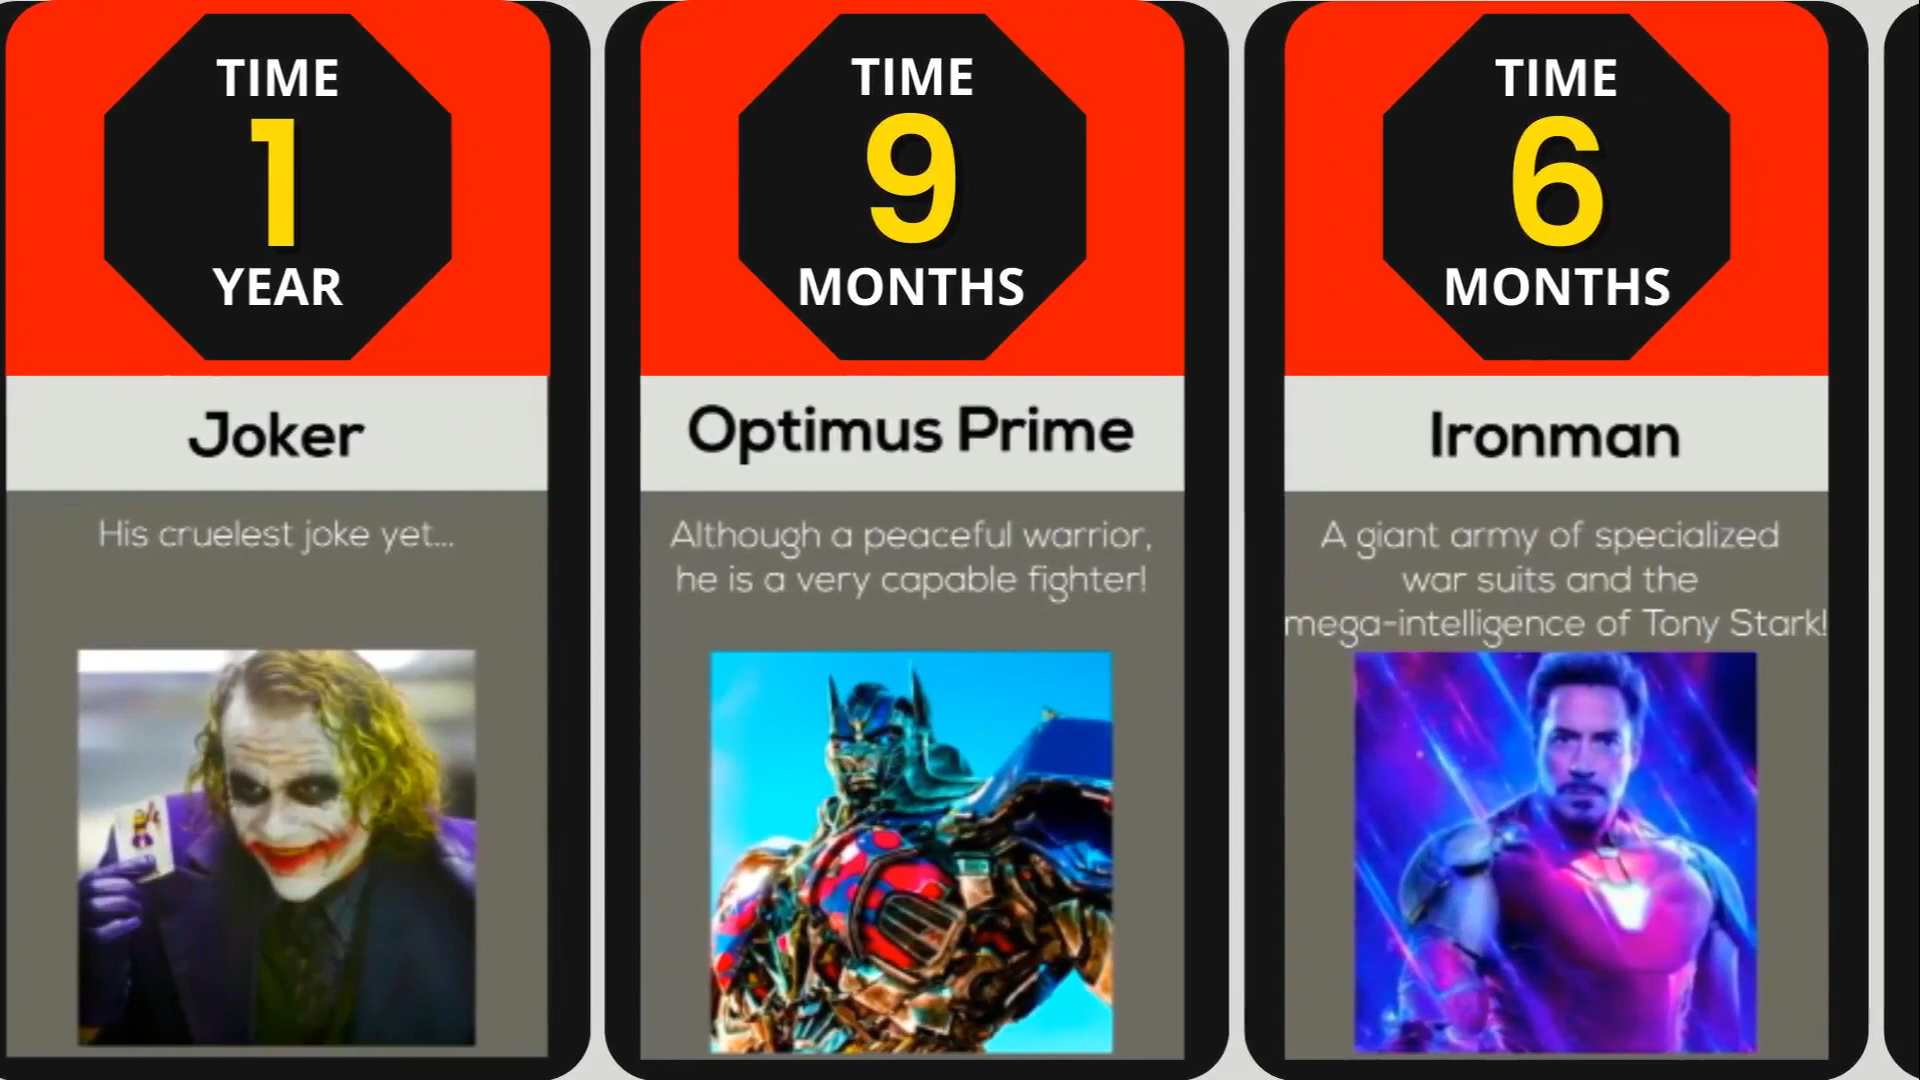 TIME
1
YEAR
Joker
His cruelest joke yet...
TIME
9
MONTHS
Optimus Prime
Although a peaceful warrior,
he is a very capable fighter!
TIME
6
MONTHS
Ironman
A giant army of specialized
war suits and the
mega-intelligence of Tony Stark!